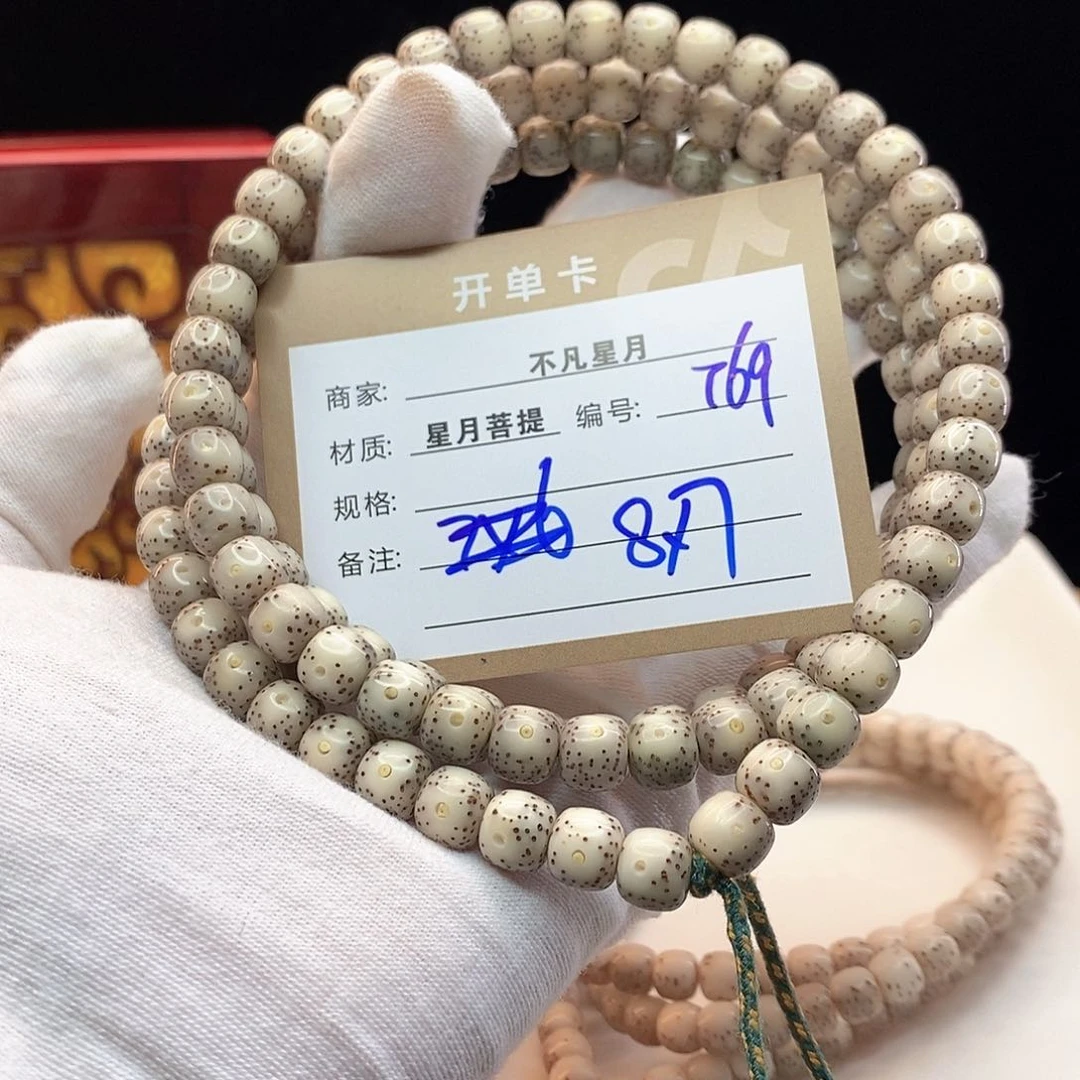 开单卡
商家: 不凡星月
材质: 星月菩提 编号: T69
规格:
备注: 8x7